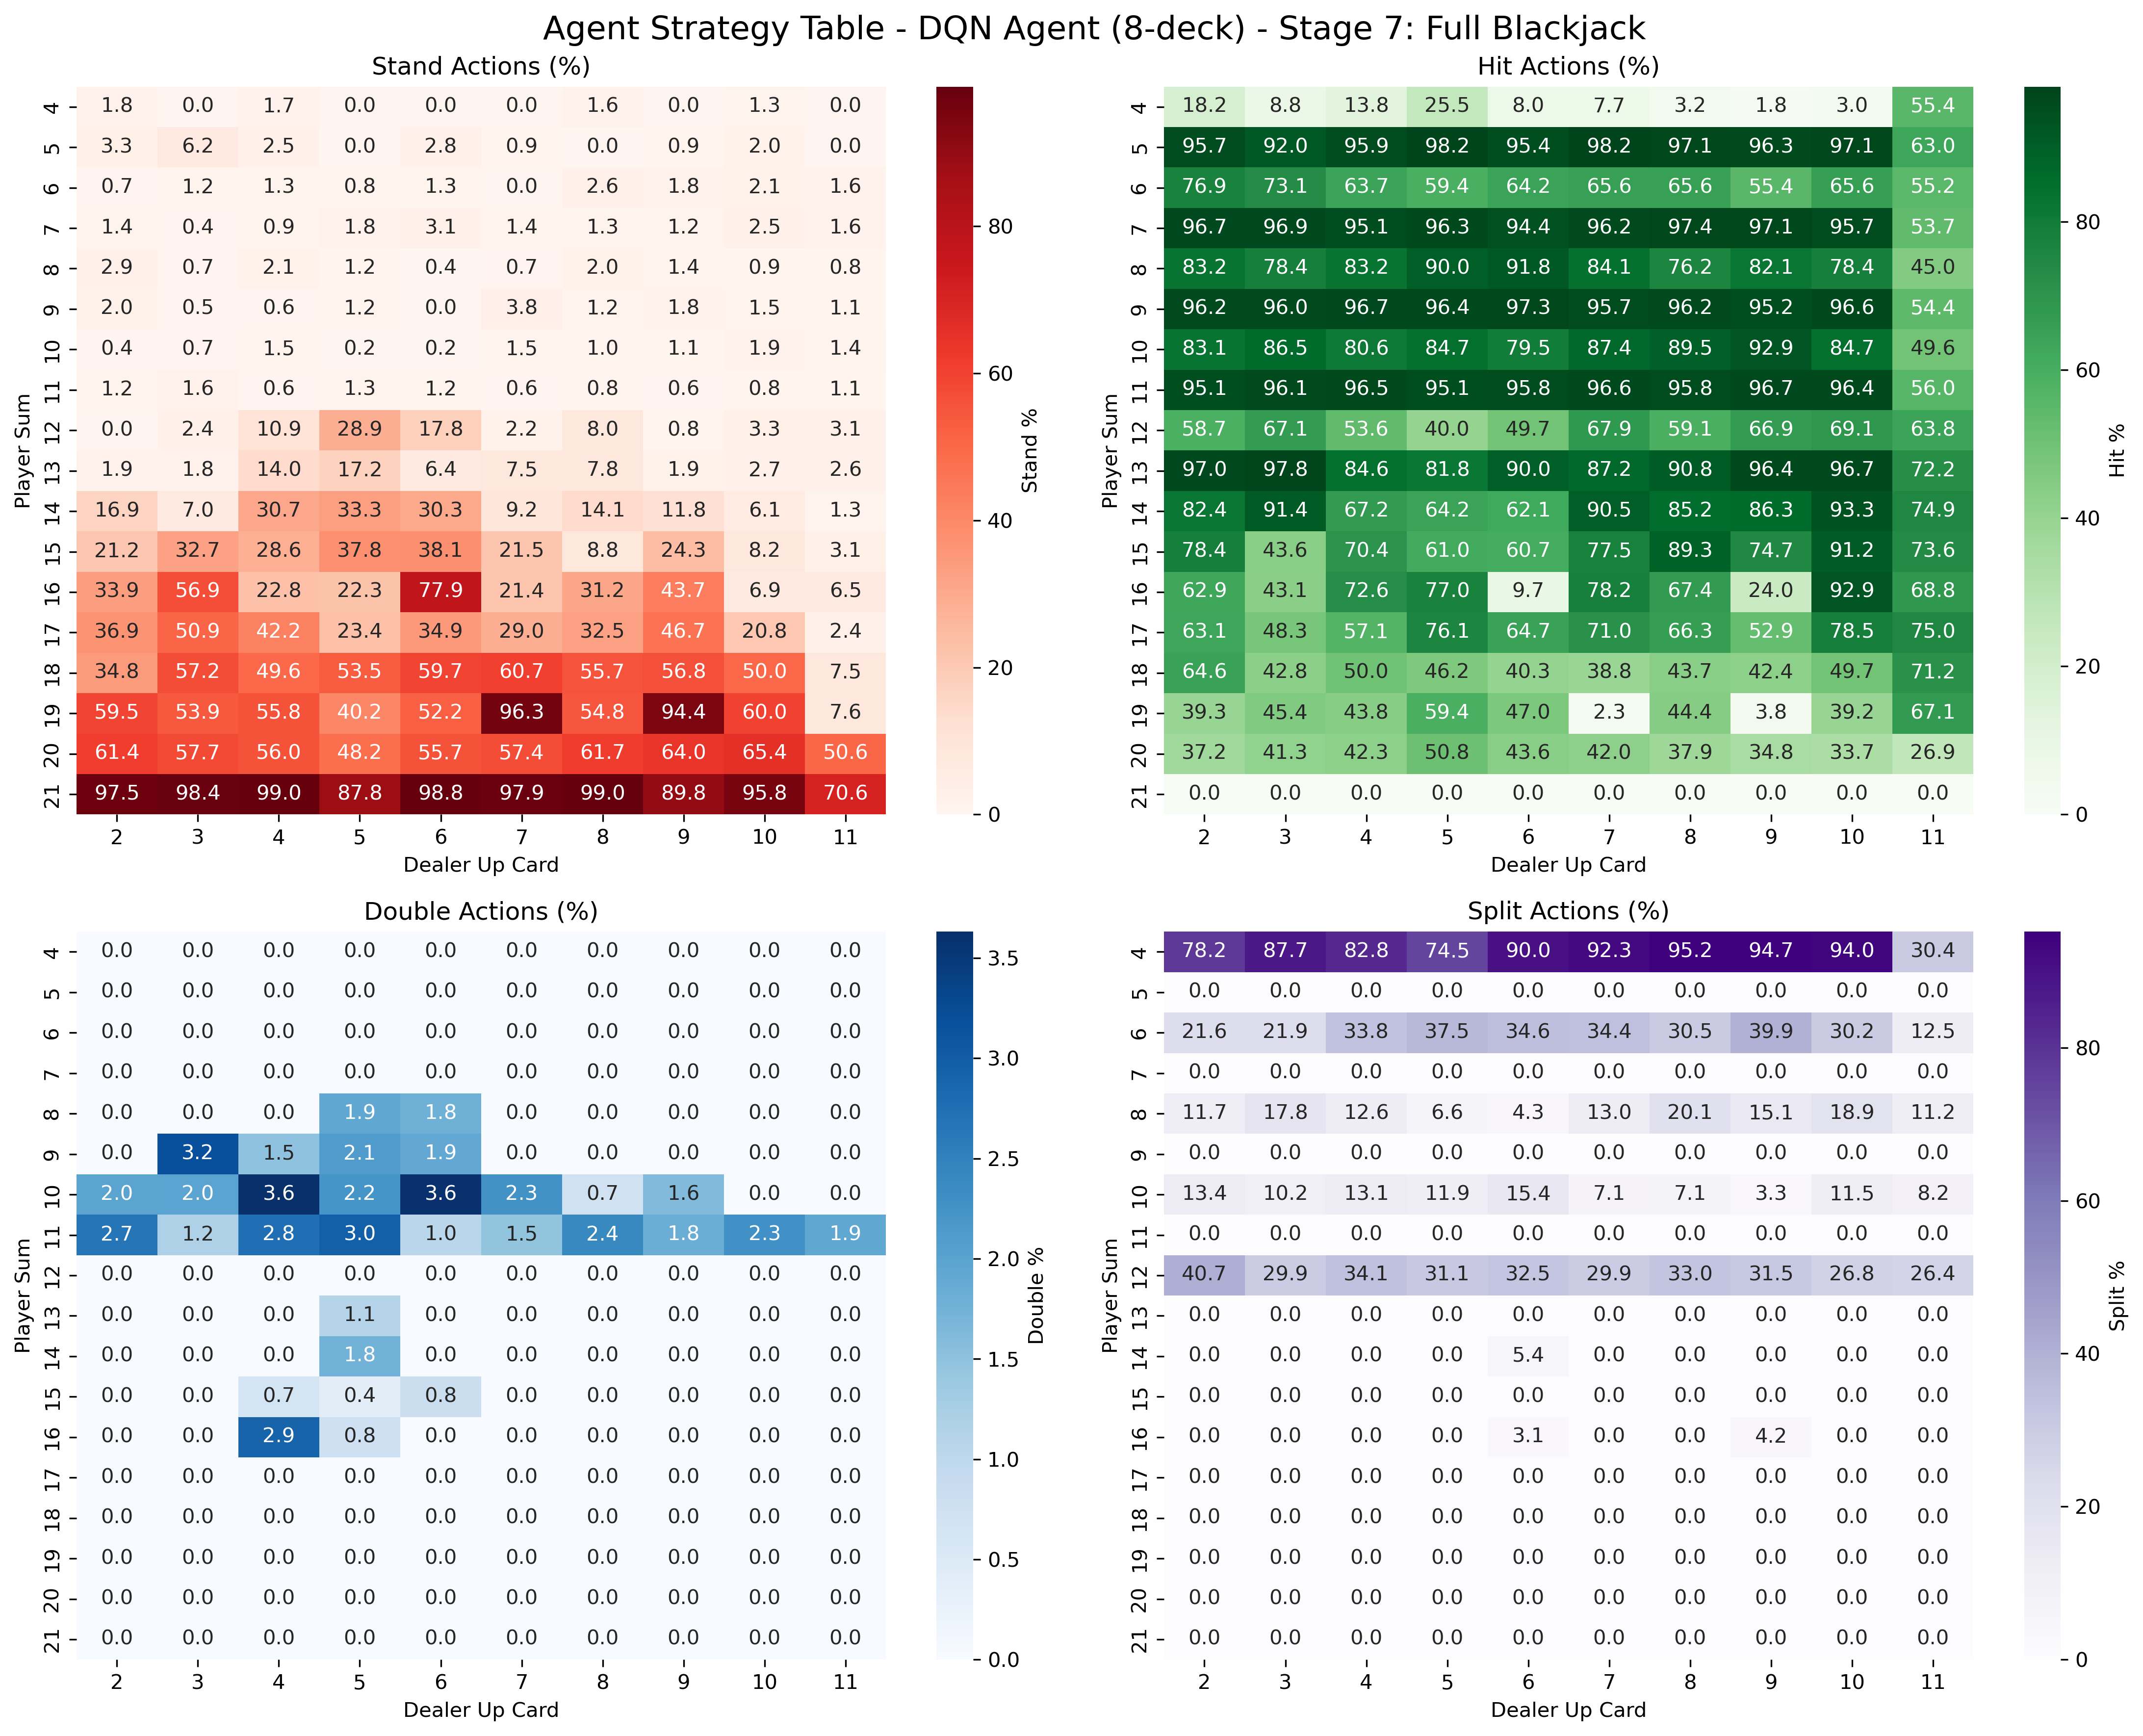 Agent Strategy Table - DQN Agent (8-deck) - Stage 7: Full Blackjack
Stand Actions (%)
4 1.8 0.0 1.7 0.0 0.0 0.0 1.6 0.0 1.3 0.0
5 3.3 6.2 2.5 0.0 2.8 0.9 0.0 0.9 2.0 0.0
6 0.7 1.2 1.3 0.8 1.3 0.0 2.6 1.8 2.1 1.6
7 1.4 0.4 0.9 1.8 3.1 1.4 1.3 1.2 2.5 1.6
8 2.9 0.7 2.1 1.2 0.4 0.7 2.0 1.4 0.9 0.8
9 2.0 0.5 0.6 1.2 0.0 3.8 1.2 1.8 1.5 1.1
10 0.4 0.7 1.5 0.2 0.2 1.5 1.0 1.1 1.9 1.4
11 1.2 1.6 0.6 1.3 1.2 0.6 0.8 0.6 0.8 1.1
12 0.0 2.4 10.9 28.9 17.8 2.2 8.0 0.8 3.3 3.1
13 1.9 1.8 14.0 17.2 6.4 7.5 7.8 1.9 2.7 2.6
14 16.9 7.0 30.7 33.3 30.3 9.2 14.1 11.8 6.1 1.3
15 21.2 32.7 28.6 37.8 38.1 21.5 8.8 24.3 8.2 3.1
16 33.9 56.9 22.8 22.3 77.9 21.4 31.2 43.7 6.9 6.5
17 36.9 50.9 42.2 23.4 34.9 29.0 32.5 46.7 20.8 2.4
18 34.8 57.2 49.6 53.5 59.7 60.7 55.7 56.8 50.0 7.5
19 59.5 53.9 55.8 40.2 52.2 96.3 54.8 94.4 60.0 7.6
20 61.4 57.7 56.0 48.2 55.7 57.4 61.7 64.0 65.4 50.6
21 97.5 98.4 99.0 87.8 98.8 97.9 99.0 89.8 95.8 70.6
2 3 4 5 6 7 8 9 10 11
Dealer Up Card
Player Sum
80
60
40
20
0
Stand %
Hit Actions (%)
4 18.2 8.8 13.8 25.5 8.0 7.7 3.2 1.8 3.0 55.4
5 95.7 92.0 95.9 98.2 95.4 98.2 97.1 96.3 97.1 63.0
6 76.9 73.1 63.7 59.4 64.2 65.6 65.6 55.4 65.6 55.2
7 96.7 96.9 95.1 96.3 94.4 96.2 97.4 97.1 95.7 53.7
8 83.2 78.4 83.2 90.0 91.8 84.1 76.2 82.1 78.4 45.0
9 96.2 96.0 96.7 96.4 97.3 95.7 96.2 95.2 96.6 54.4
10 83.1 86.5 80.6 84.7 79.5 87.4 89.5 92.9 84.7 49.6
11 95.1 96.1 96.5 95.1 95.8 96.6 95.8 96.7 96.4 56.0
12 58.7 67.1 53.6 40.0 49.7 67.9 59.1 66.9 69.1 63.8
13 97.0 97.8 84.6 81.8 90.0 87.2 90.8 96.4 96.7 72.2
14 82.4 91.4 67.2 64.2 62.1 90.5 85.2 86.3 93.3 74.9
15 78.4 43.6 70.4 61.0 60.7 77.5 89.3 74.7 91.2 73.6
16 62.9 43.1 72.6 77.0 9.7 78.2 67.4 24.0 92.9 68.8
17 63.1 48.3 57.1 76.1 64.7 71.0 66.3 52.9 78.5 75.0
18 64.6 42.8 50.0 46.2 40.3 38.8 43.7 42.4 49.7 71.2
19 39.3 45.4 43.8 59.4 47.0 2.3 44.4 3.8 39.2 67.1
20 37.2 41.3 42.3 50.8 43.6 42.0 37.9 34.8 33.7 26.9
21 0.0 0.0 0.0 0.0 0.0 0.0 0.0 0.0 0.0 0.0
2 3 4 5 6 7 8 9 10 11
Dealer Up Card
Player Sum
80
60
40
20
0
Hit %
Double Actions (%)
4 0.0 0.0 0.0 0.0 0.0 0.0 0.0 0.0 0.0 0.0
5 0.0 0.0 0.0 0.0 0.0 0.0 0.0 0.0 0.0 0.0
6 0.0 0.0 0.0 0.0 0.0 0.0 0.0 0.0 0.0 0.0
7 0.0 0.0 0.0 0.0 0.0 0.0 0.0 0.0 0.0 0.0
8 0.0 0.0 0.0 1.9 1.8 0.0 0.0 0.0 0.0 0.0
9 0.0 3.2 1.5 2.1 1.9 0.0 0.0 0.0 0.0 0.0
10 2.0 2.0 3.6 2.2 3.6 2.3 0.7 1.6 0.0 0.0
11 2.7 1.2 2.8 3.0 1.0 1.5 2.4 1.8 2.3 1.9
12 0.0 0.0 0.0 0.0 0.0 0.0 0.0 0.0 0.0 0.0
13 0.0 0.0 0.0 1.1 0.0 0.0 0.0 0.0 0.0 0.0
14 0.0 0.0 0.0 1.8 0.0 0.0 0.0 0.0 0.0 0.0
15 0.0 0.0 0.7 0.4 0.8 0.0 0.0 0.0 0.0 0.0
16 0.0 0.0 2.9 0.8 0.0 0.0 0.0 0.0 0.0 0.0
17 0.0 0.0 0.0 0.0 0.0 0.0 0.0 0.0 0.0 0.0
18 0.0 0.0 0.0 0.0 0.0 0.0 0.0 0.0 0.0 0.0
19 0.0 0.0 0.0 0.0 0.0 0.0 0.0 0.0 0.0 0.0
20 0.0 0.0 0.0 0.0 0.0 0.0 0.0 0.0 0.0 0.0
21 0.0 0.0 0.0 0.0 0.0 0.0 0.0 0.0 0.0 0.0
2 3 4 5 6 7 8 9 10 11
Dealer Up Card
Player Sum
3.5
3.0
2.5
2.0
1.5
1.0
0.5
0.0
Double %
Split Actions (%)
4 78.2 87.7 82.8 74.5 90.0 92.3 95.2 94.7 94.0 30.4
5 0.0 0.0 0.0 0.0 0.0 0.0 0.0 0.0 0.0 0.0
6 21.6 21.9 33.8 37.5 34.6 34.4 30.5 39.9 30.2 12.5
7 0.0 0.0 0.0 0.0 0.0 0.0 0.0 0.0 0.0 0.0
8 11.7 17.8 12.6 6.6 4.3 13.0 20.1 15.1 18.9 11.2
9 0.0 0.0 0.0 0.0 0.0 0.0 0.0 0.0 0.0 0.0
10 13.4 10.2 13.1 11.9 15.4 7.1 7.1 3.3 11.5 8.2
11 0.0 0.0 0.0 0.0 0.0 0.0 0.0 0.0 0.0 0.0
12 40.7 29.9 34.1 31.1 32.5 29.9 33.0 31.5 26.8 26.4
13 0.0 0.0 0.0 0.0 0.0 0.0 0.0 0.0 0.0 0.0
14 0.0 0.0 0.0 0.0 5.4 0.0 0.0 0.0 0.0 0.0
15 0.0 0.0 0.0 0.0 0.0 0.0 0.0 0.0 0.0 0.0
16 0.0 0.0 0.0 0.0 3.1 0.0 0.0 4.2 0.0 0.0
17 0.0 0.0 0.0 0.0 0.0 0.0 0.0 0.0 0.0 0.0
18 0.0 0.0 0.0 0.0 0.0 0.0 0.0 0.0 0.0 0.0
19 0.0 0.0 0.0 0.0 0.0 0.0 0.0 0.0 0.0 0.0
20 0.0 0.0 0.0 0.0 0.0 0.0 0.0 0.0 0.0 0.0
21 0.0 0.0 0.0 0.0 0.0 0.0 0.0 0.0 0.0 0.0
2 3 4 5 6 7 8 9 10 11
Dealer Up Card
Player Sum
80
60
40
20
0
Split %